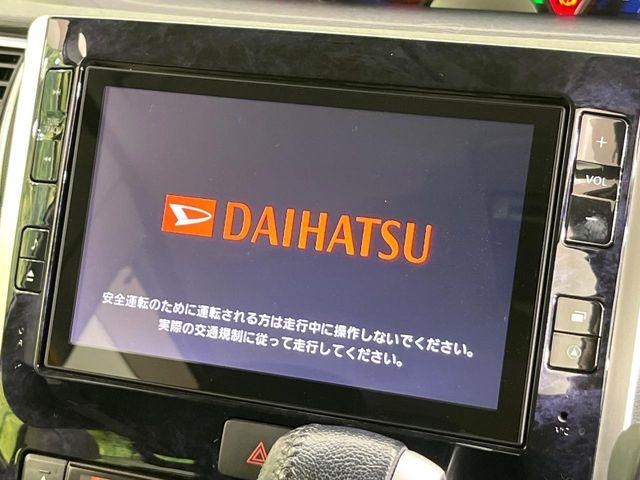 DAIHATSU
安全運転のために運転される方は走行中に操作しないでください。
実際の交通規制に従って走行してください。
+
VOL
-